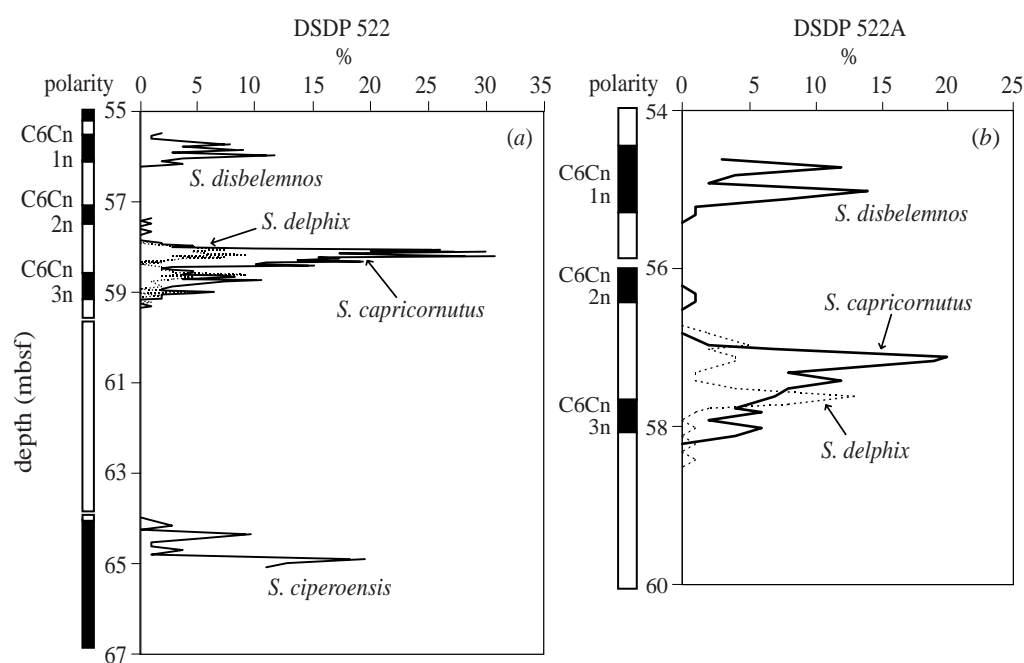 DSDP 522
%
polarity
0 5 10 15 20 25 30 35
55
57
59
61
63
65
67
depth (mbsf)
C6Cn
1n
C6Cn
2n
C6Cn
3n
(a)
S. disbelemnos
S. delphix
S. capricornutus
S. ciperoensis
DSDP 522A
%
polarity
0 5 10 15 20 25
54
56
58
60
C6Cn
1n
C6Cn
2n
C6Cn
3n
(b)
S. disbelemnos
S. capricornutus
S. delphix